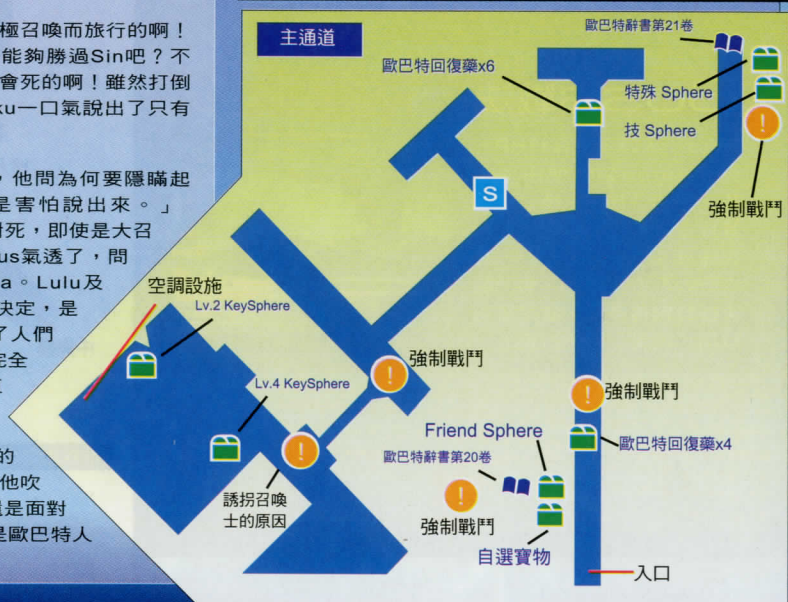 極召喚而旅行的啊！
能夠勝過Sin吧？不
會死的啊！雖然打倒
ku一口氣說出了只有
，他問為何要隱瞞起
是害怕說出來。」
死，即使是大召
us氣透了，問
a。Lulu及
決定，是
了人們
完全
的
他吹
是面對
是歐巴特人
主通道
歐巴特辭書第21卷
歐巴特回復藥x6
特殊 Sphere
技 Sphere
強制戰鬥
S
空調設施
Lv.2 KeySphere
強制戰鬥
Lv.4 KeySphere
強制戰鬥
Friend Sphere
歐巴特回復藥x4
歐巴特辭書第20卷
誘拐召喚
士的原因
強制戰鬥
自選寶物
入口